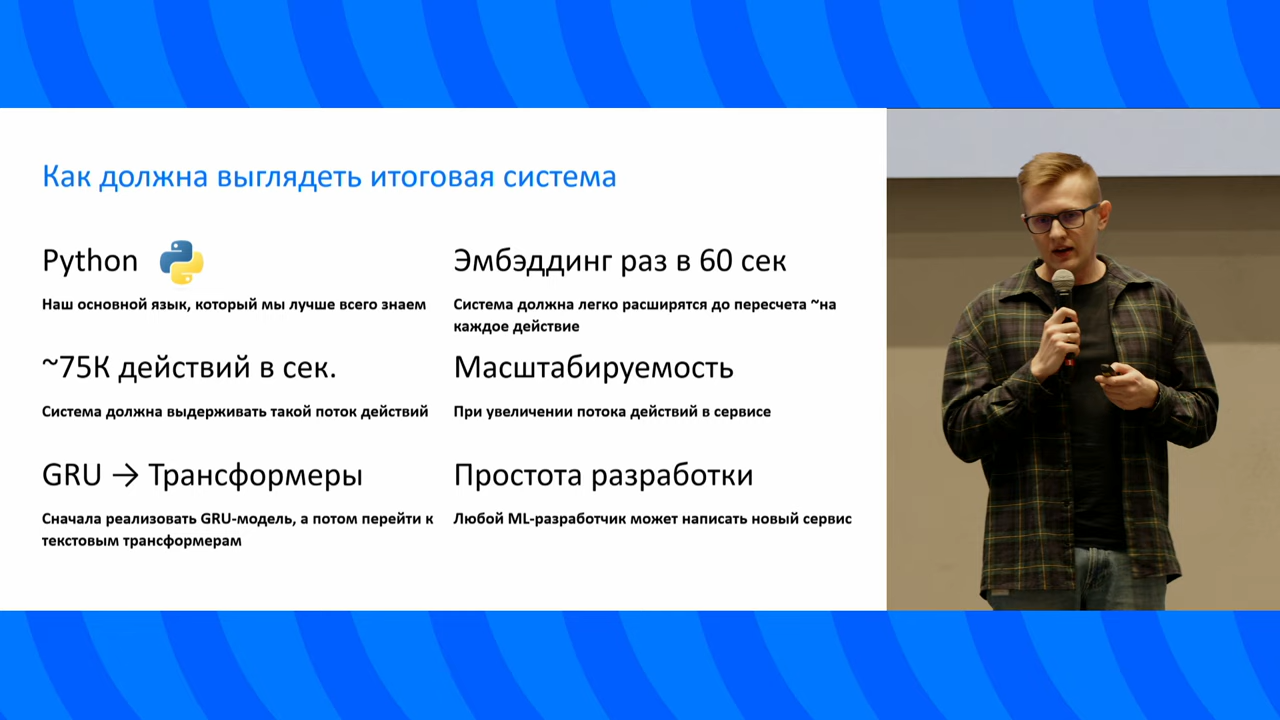 Как должна выглядеть итоговая система
Python
Наш основной язык, который мы лучше всего знаем
Эмбэддинг раз в 60 сек
Система должна легко расширятся до пересчета ~на
каждое действие
~75К действий в сек.
Система должна выдерживать такой поток действий
Масштабируемость
При увеличении потока действий в сервисе
GRU → Трансформеры
Сначала реализовать GRU-модель, а потом перейти к
текстовым трансформерам
Простота разработки
Любой ML-разработчик может написать новый сервис